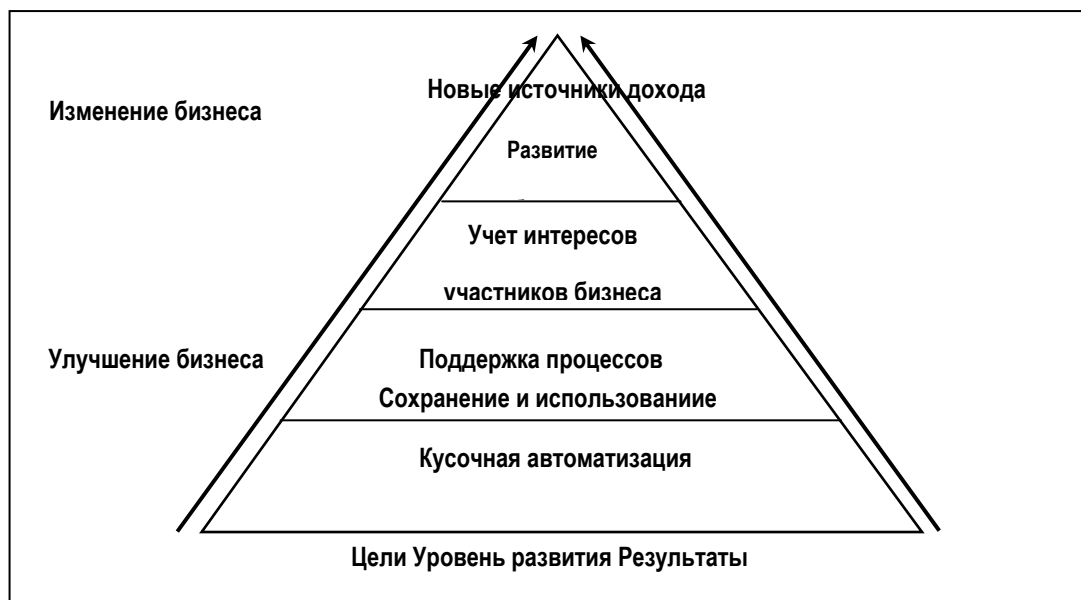 Новые источники дохода
Изменение бизнеса
Развитие
Учет интересов
участников бизнеса
Улучшение бизнеса
Поддержка процессов
Сохранение и использованиие
Кусочная автоматизация
Цели Уровень развития Результаты